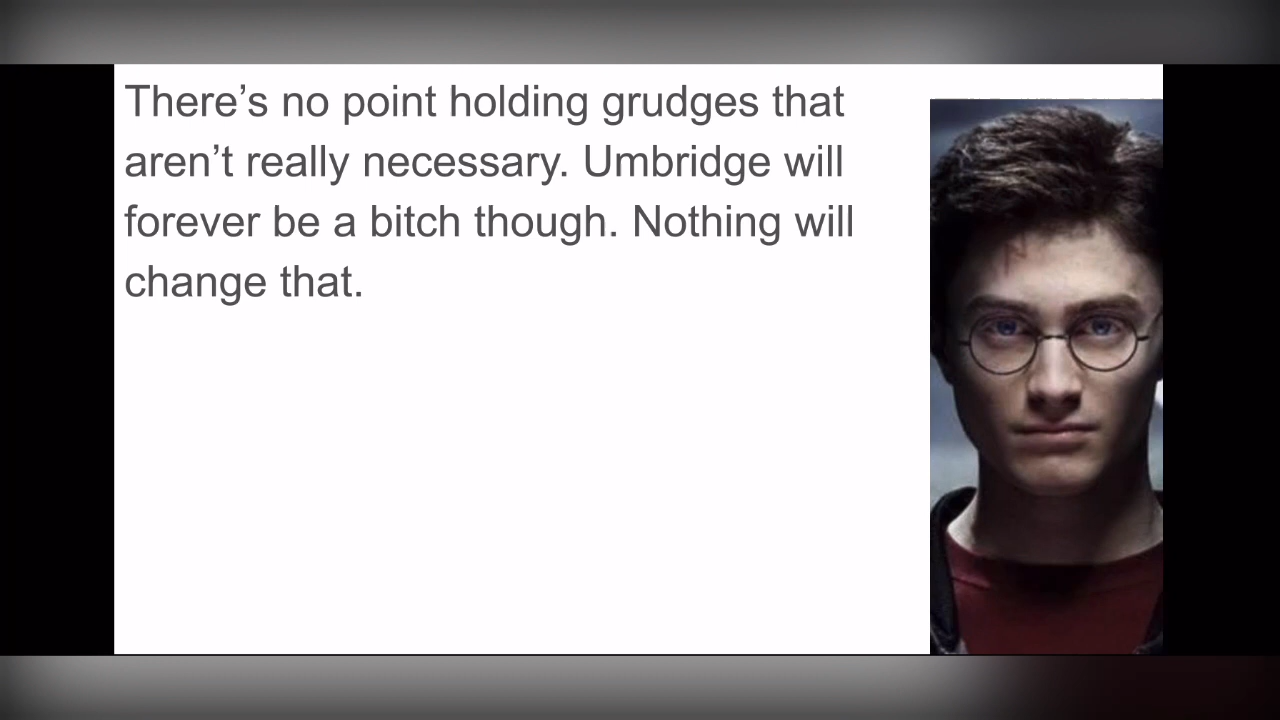 There’s no point holding grudges that
aren’t really necessary. Umbridge will
forever be a bitch though. Nothing will
change that.